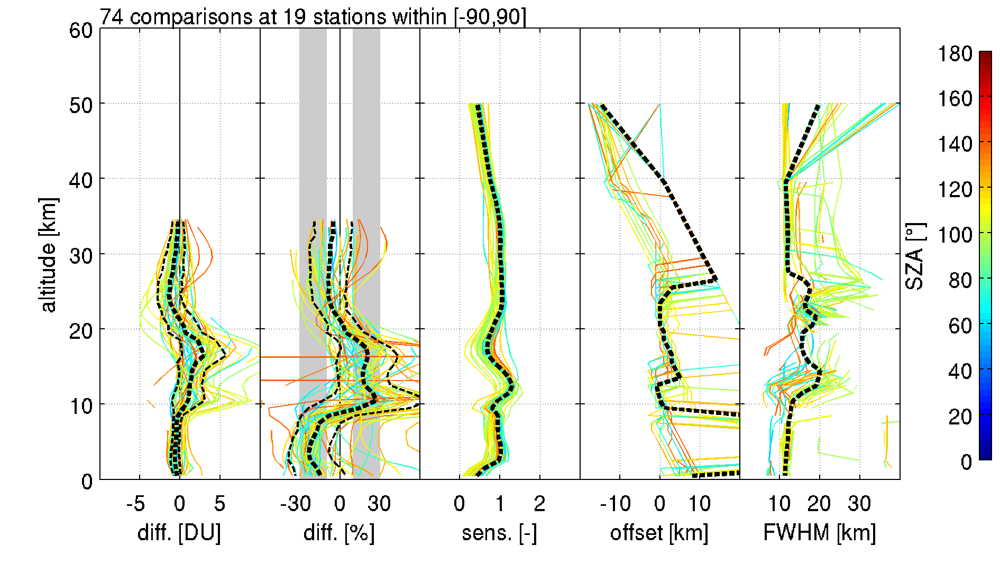 74 comparisons at 19 stations within [-90,90]
60
50
40
30
20
10
0
altitude [km]
-5 0 5
diff. [DU]
-30 0 30
diff. [%]
0 1 2
sens. [-]
-10 0 10
offset [km]
10 20 30
FWHM [km]
SZA [°]
180
160
140
120
100
80
60
40
20
0